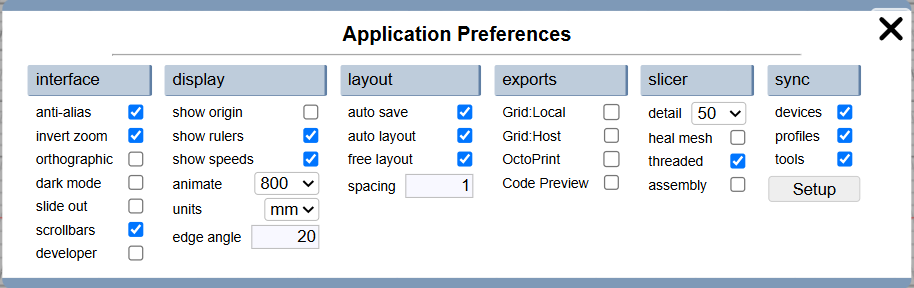 Application Preferences
interface
anti-alias
invert zoom
orthographic
dark mode
slide out
scrollbars
developer
display
show origin
show rulers
show speeds
animate 800
units mm
edge angle 20
layout
auto save
auto layout
free layout
spacing 1
exports
Grid:Local
Grid:Host
OctoPrint
Code Preview
slicer
detail 50
heal mesh
threaded
assembly
sync
devices
profiles
tools
Setup